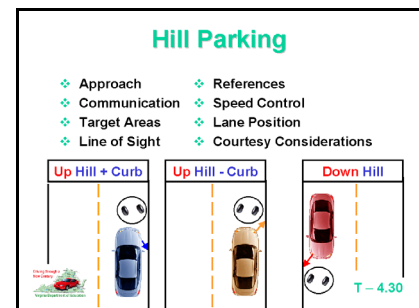 Hill Parking
Approach
Communication
Target Areas
Line of Sight
References
Speed Control
Lane Position
Courtesy Considerations
Up Hill + Curb
Up Hill - Curb
Down Hill
T – 4.30